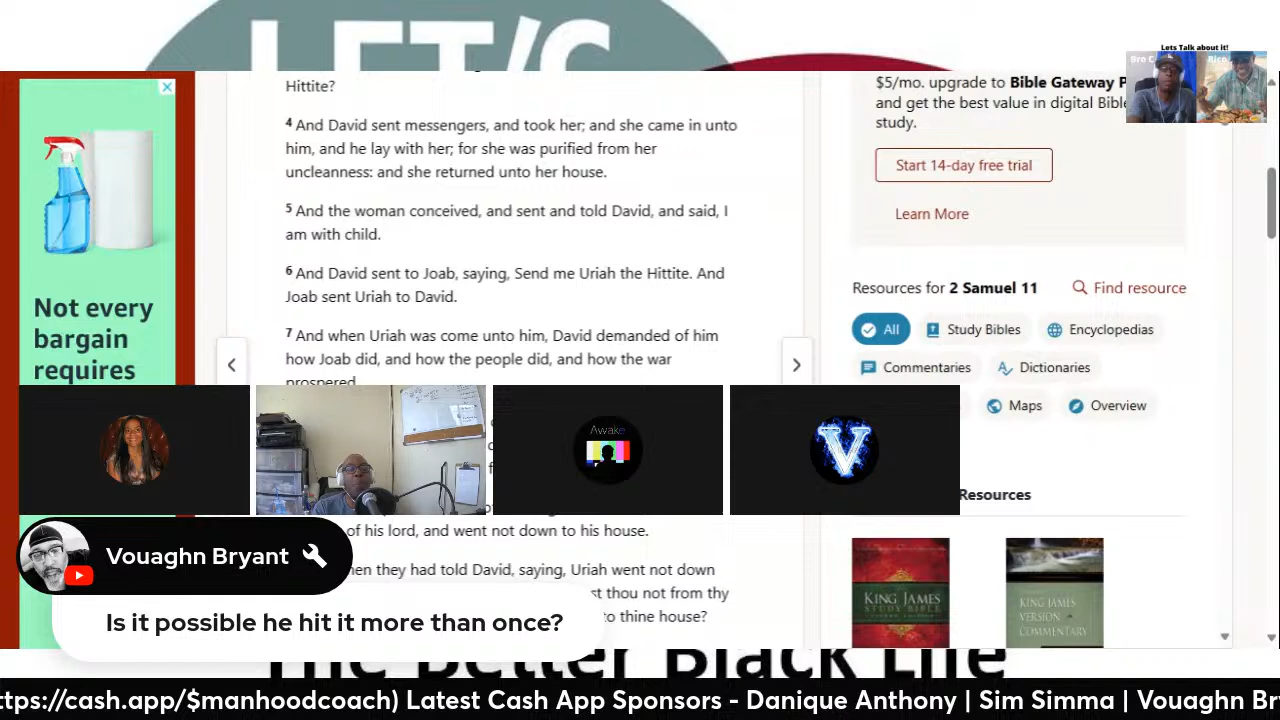 LET'S
Lets Talk about it!
Bro C
Rico
Hittite?
4 And David sent messengers, and took her; and she came in unto
him, and he lay with her; for she was purified from her
uncleanness: and she returned unto her house.
5 And the woman conceived, and sent and told David, and said, I
am with child.
6 And David sent to Joab, saying, Send me Uriah the Hittite. And
Joab sent Uriah to David.
7 And when Uriah was come unto him, David demanded of him
how Joab did, and how the people did, and how the war
prospered
of his lord, and went not down to his house.
they had told David, saying, Uriah went not down
thou not from thy
to thine house?
$5/mo. upgrade to Bible Gateway
and get the best value in digital
study.
Start 14-day free trial
Learn More
Resources for 2 Samuel 11
Find resource
All
Study Bibles
Encyclopedias
Commentaries
Dictionaries
Maps
Overview
Resources
KING JAMES
STUDY BIBLE
KING JAMES
VERSION
COMMENTARY
Not every
bargain
requires
Awake
V
Vouaghn Bryant
Is it possible he hit it more than once?
The Better Black Life
ttps://cash.app/$manhoodcoach) Latest Cash App Sponsors - Danique Anthony | Sim Simma | Vouaghn Br